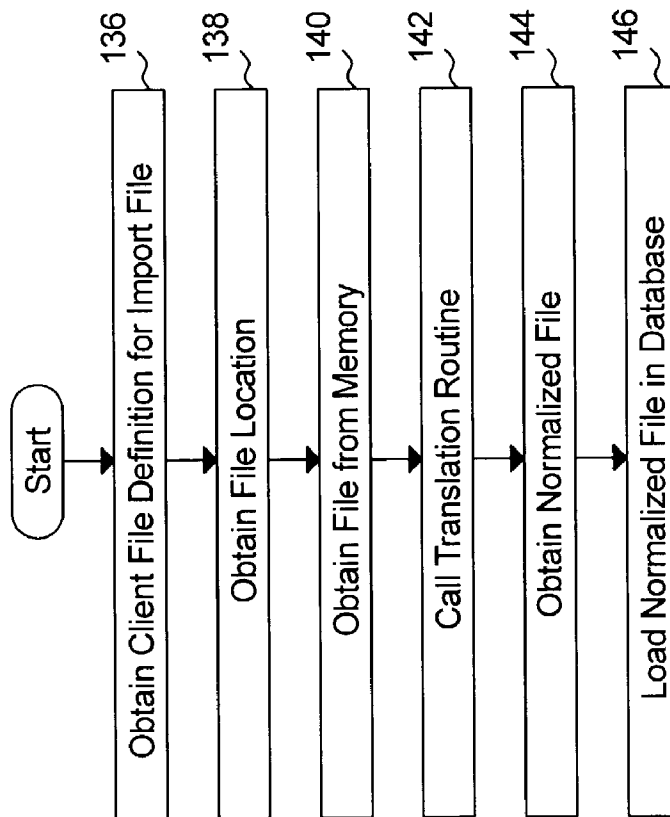 Start
Obtain Client File Definition for Import File
136
Obtain File Location
138
Obtain File from Memory
140
Call Translation Routine
142
Obtain Normalized File
144
Load Normalized File in Database
146